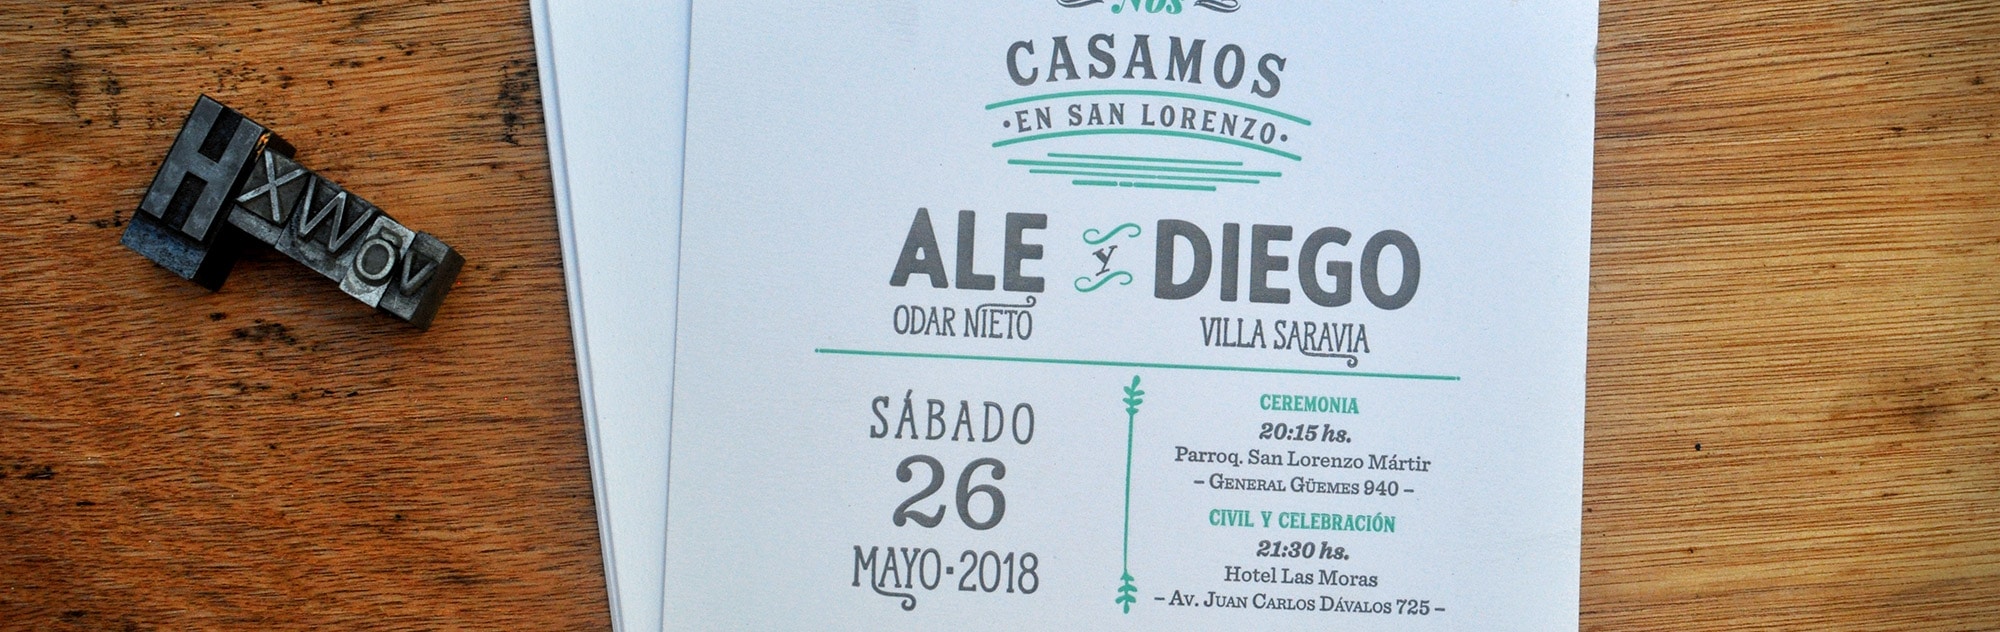 Nos
CASAMOS
·EN SAN LORENZO·
ALE y DIEGO
ODAR NIETO
VILLA SARAVIA
SÁBADO
26
MAYO·2018
CEREMONIA
20:15 hs.
Parroq. San Lorenzo Mártir
– GENERAL GÜEMES 940 –
CIVIL Y CELEBRACIÓN
21:30 hs.
Hotel Las Moras
– AV. JUAN CARLOS DÁVALOS 725 –
H
XWōv